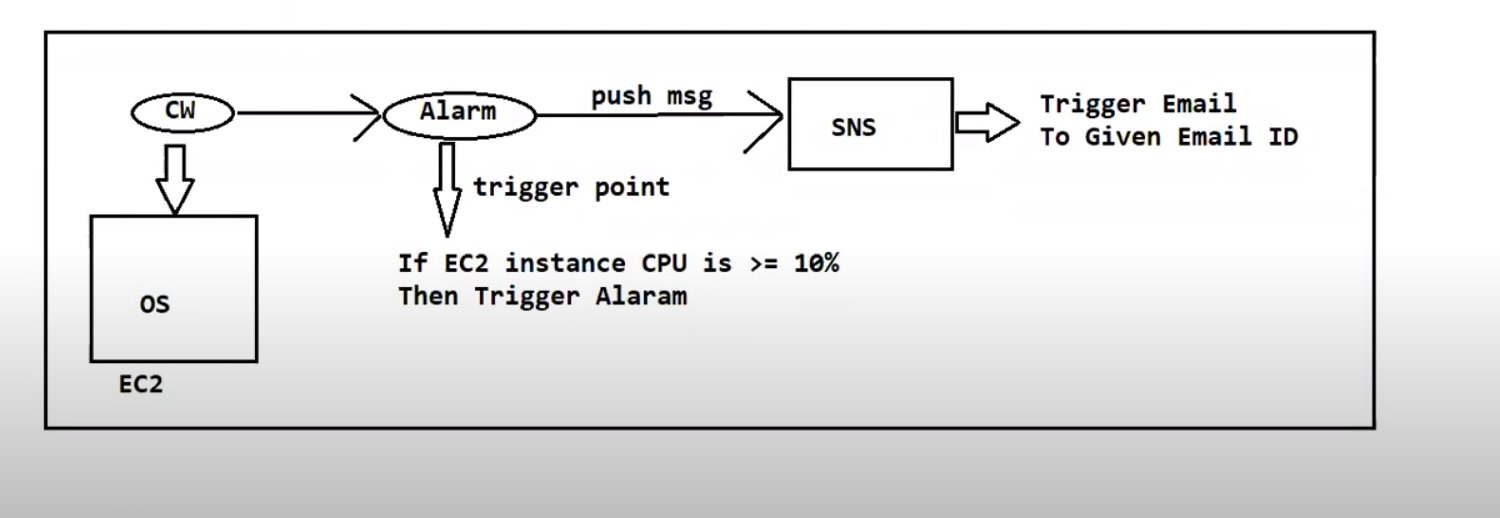 CW
Alarm
push msg
SNS
Trigger Email
To Given Email ID
trigger point
If EC2 instance CPU is >= 10%
Then Trigger Alaram
OS
EC2